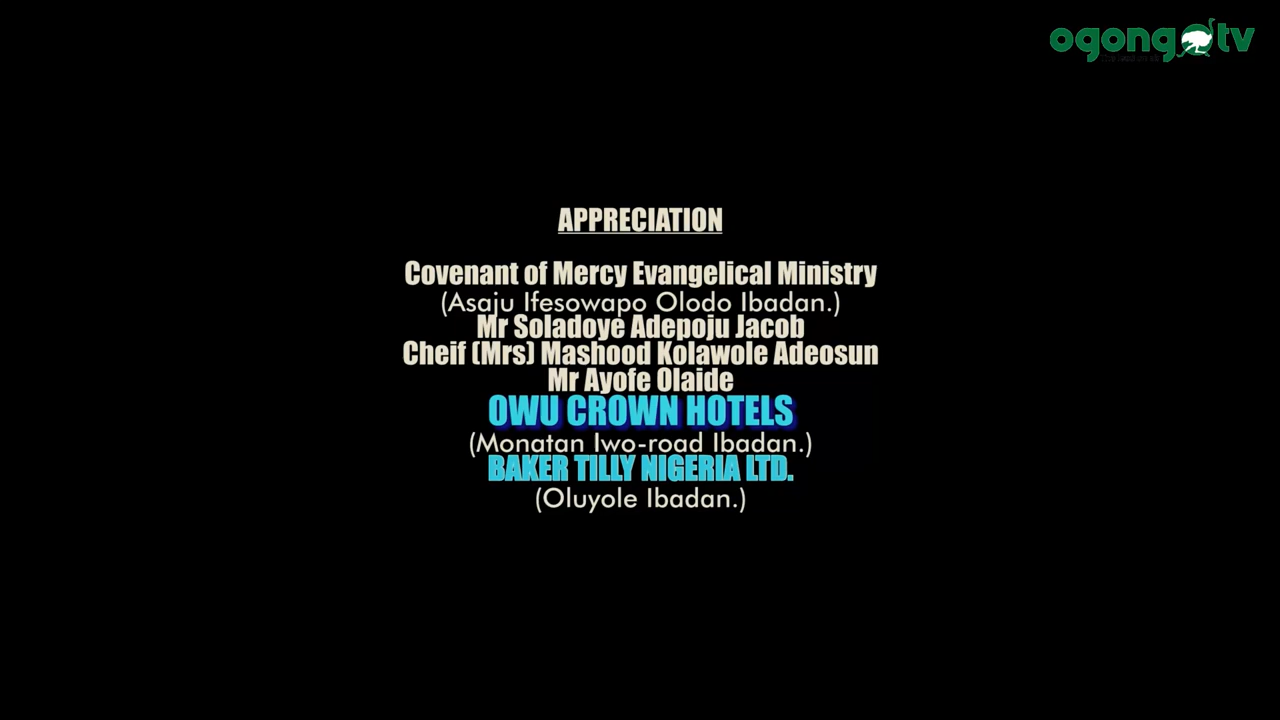 ogongotv
APPRECIATION
Covenant of Mercy Evangelical Ministry
(Asaju Ifesowapo Olodo Ibadan.)
Mr Soladoye Adepoju Jacob
Cheif (Mrs) Mashood Kolawole Adeosun
Mr Ayofe Olaide
OWU CROWN HOTELS
(Monatan Iwo-road Ibadan.)
BAKER TILLY NIGERIA LTD.
(Oluyole Ibadan.)